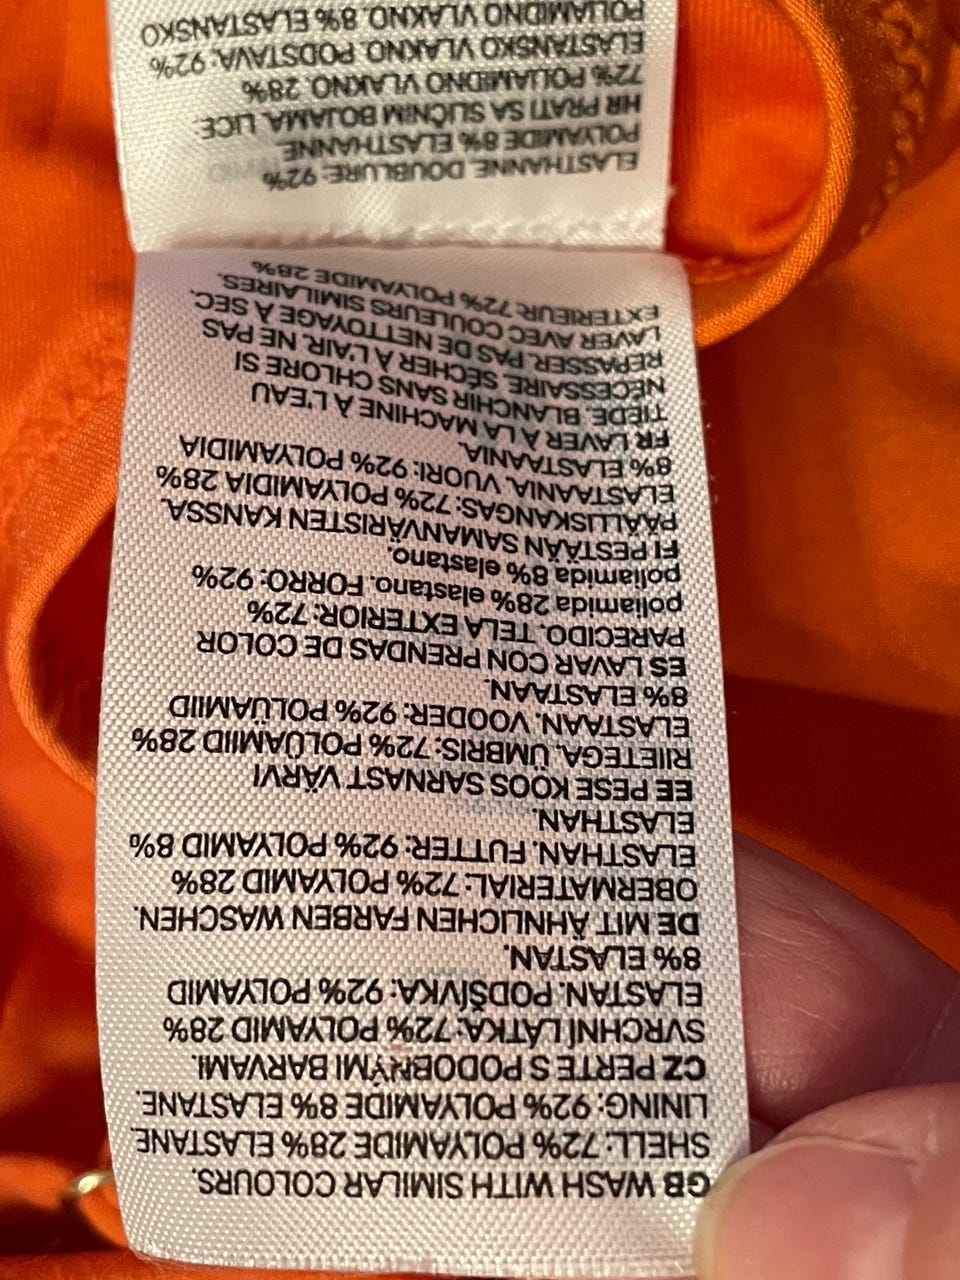 GB WASH WITH SIMILAR COLOURS.
SHELL: 72% POLYAMIDE 28% ELASTANE.
LINING: 92% POLYAMIDE 8% ELASTANE.
CZ PERTE S PODOBNÝMI BARVAMI.
SVRCHNÍ LÁTKA: 72% POLYAMID 28%
ELASTAN. PODŠÍVKA: 92% POLYAMID
8% ELASTAN.
DE MIT ÄHNLICHEN FARBEN WASCHEN.
OBERMATERIAL: 72% POLYAMID 28%
ELASTHAN. FUTTER: 92% POLYAMID 8%
ELASTHAN.
EE PESE KOOS SARNAST VÄRVI
RIIETEGA. ÜMBRIS: 72% POLÜAMIID 28%
ELASTAAN. VOODER: 92% POLÜAMIID
8% ELASTAAN.
ES LAVAR CON PRENDAS DE COLOR
PARECIDO. TELA EXTERIOR: 72%
poliamida 28% elastano. FORRO: 92%
poliamida 8% elastano.
FI PESTÄÄN SAMANVÄRISTEN KANSSA.
PÄÄLLISKANGAS: 72% POLYAMIDIA 28%
ELASTAANIA. VUORI: 92% POLYAMIDIA
8% ELASTAANIA.
FR LAVER A LA MACHINE À L'EAU
TIEDE. BLANCHIR SANS CHLORE SI
NÉCESSAIRE. SÉCHER À L'AIR. NE PAS
REPASSER. PAS DE NETTOYAGE À SEC.
LAVER AVEC COULEURS SIMILAIRES.
EXTERIEUR: 72% POLYAMIDE 28%
ELASTHANNE. DOUBLURE: 92%
POLYAMIDE 8% ELASTHANNE.
HR PRATI SA SLIČNIM BOJAMA. LICE:
72% POLIAMIDNO VLAKNO. 28%
ELASTANSKO VLAKNO. PODSTAVA: 92%
POLIAMIDNO VLAKNO. 8% ELASTANSKO